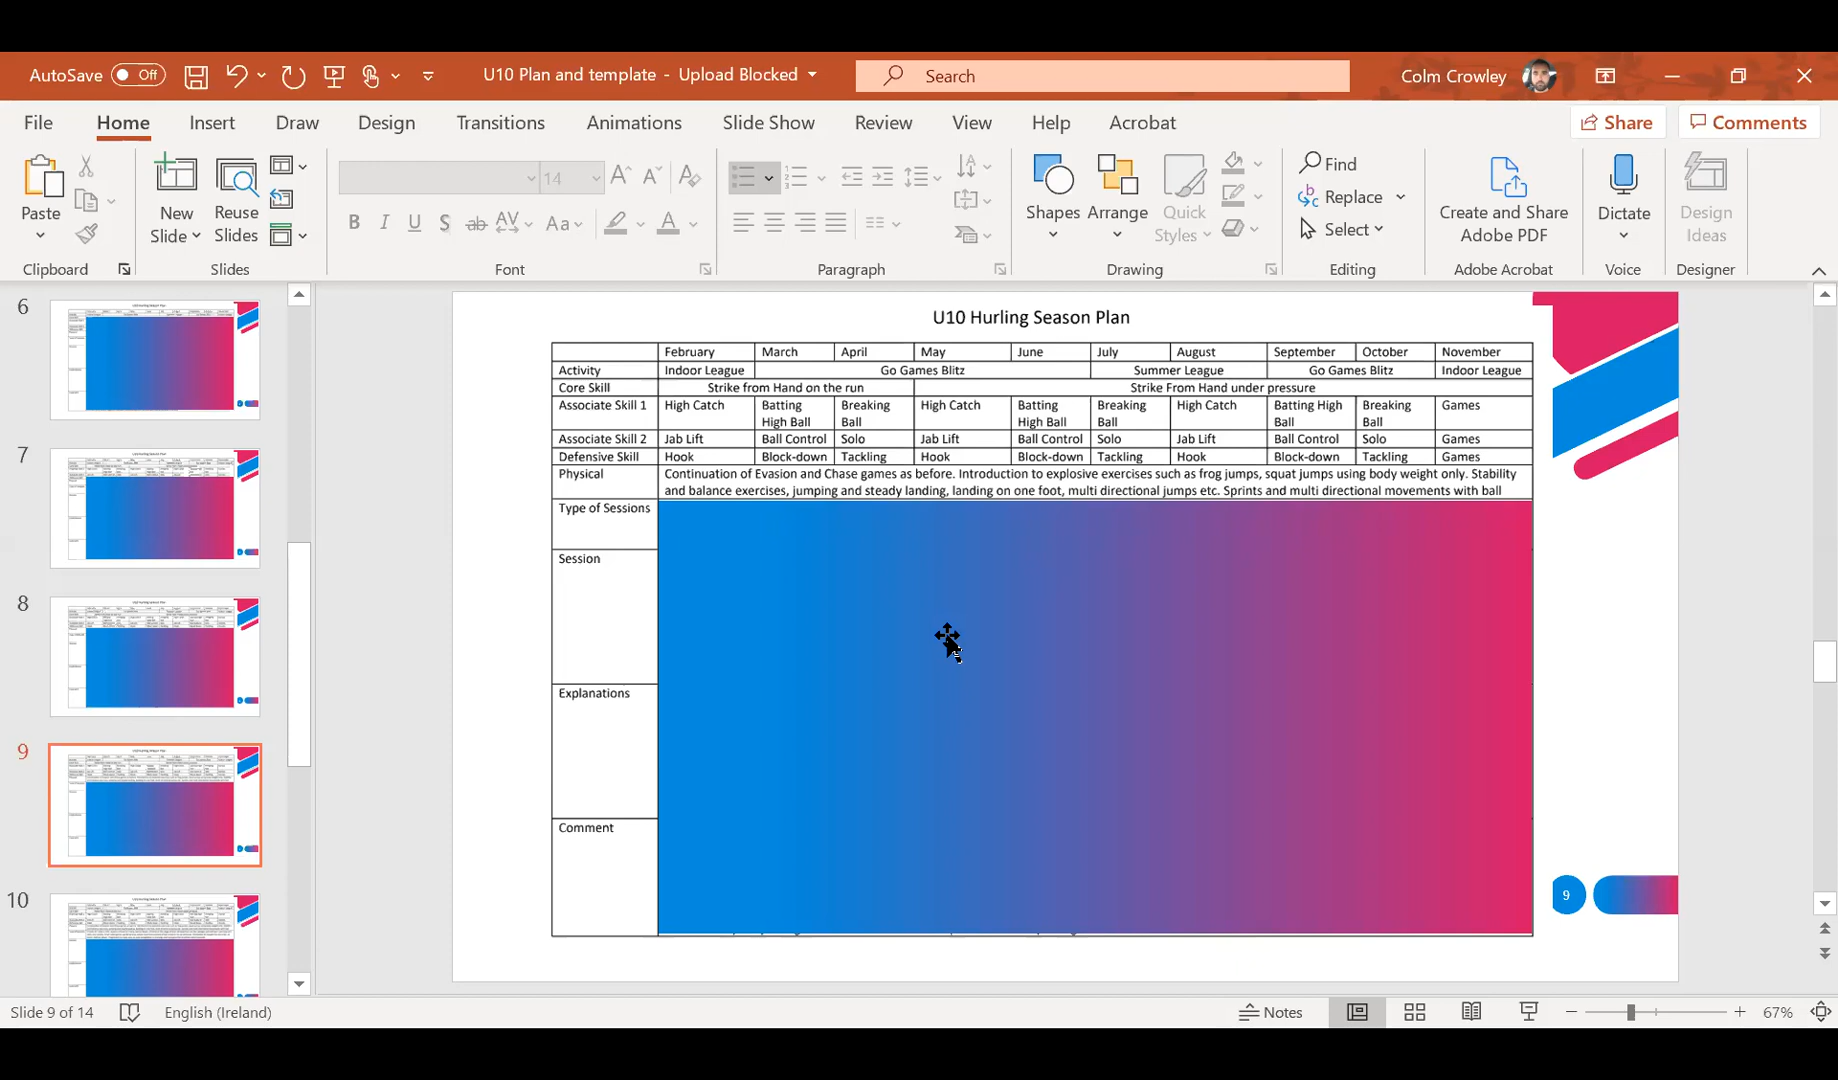 AutoSave Off
U10 Plan and template - Upload Blocked
Search
Colm Crowley
File Home Insert Draw Design Transitions Animations Slide Show Review View Help Acrobat
Share
Comments
Paste
New Slide
Reuse Slides
14
B I U S ab AV Aa A
Shapes
Arrange
Quick Styles
Find
Replace
Select
Create and Share Adobe PDF
Dictate
Design Ideas
Clipboard Slides Font Paragraph Drawing Editing Adobe Acrobat Voice Designer
6
7
8
9
10
U10 Hurling Season Plan
February March April May June July August September October November
Activity Indoor League Go Games Blitz Summer League Go Games Blitz Indoor League
Core Skill Strike from Hand on the run Strike From Hand under pressure
Associate Skill 1 High Catch Batting High Ball Breaking Ball High Catch Batting High Ball Breaking Ball High Catch Batting High Ball Breaking Ball Games
Associate Skill 2 Jab Lift Ball Control Solo Jab Lift Ball Control Solo Jab Lift Ball Control Solo Games
Defensive Skill Hook Block-down Tackling Hook Block-down Tackling Hook Block-down Tackling Games
Physical Continuation of Evasion and Chase games as before. Introduction to explosive exercises such as frog jumps, squat jumps using body weight only. Stability
and balance exercises, jumping and steady landing, landing on one foot, multi directional jumps etc. Sprints and multi directional movements with ball
Type of Sessions
Session
Explanations
Comment
9
Slide 9 of 14 English (Ireland) Notes 67%